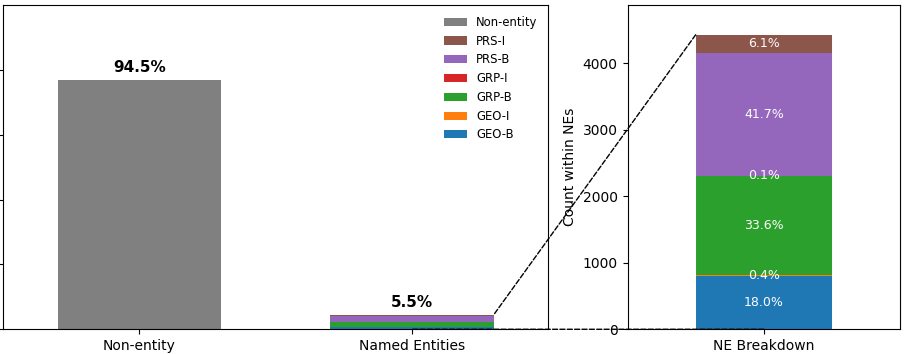 Non-entity
PRS-I
PRS-B
GRP-I
GRP-B
GEO-I
GEO-B
94.5%
5.5%
Non-entity
Named Entities
Count within NEs
4000
3000
2000
1000
0
6.1%
41.7%
0.1%
33.6%
0.4%
18.0%
NE Breakdown